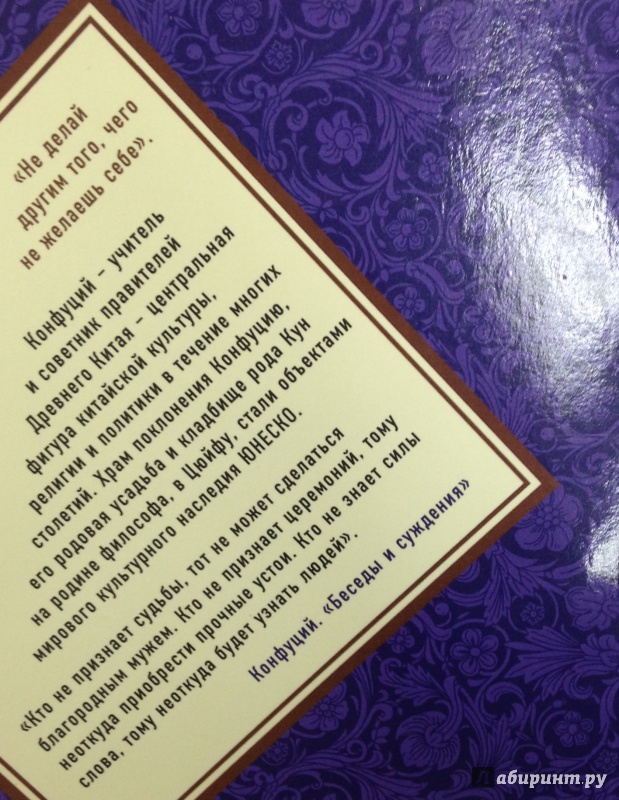 «Не делай
другим того, чего
не желаешь себе».
Конфуций – учитель
и советник правителей
Древнего Китая – центральная
фигура китайской культуры,
религии и политики в течение многих
столетий. Храм поклонения Конфуцию,
его родовая усадьба и кладбище рода Кун
на родине философа, в Цюйфу, стали объектами
мирового культурного наследия ЮНЕСКО.
«Кто не признает судьбы, тот не может сделаться
благородным мужем. Кто не признает церемоний, тому
неоткуда приобрести прочные устои. Кто не знает силы
слова, тому неоткуда будет узнать людей».
Конфуций. «Беседы и суждения»
Лабиринт.ру